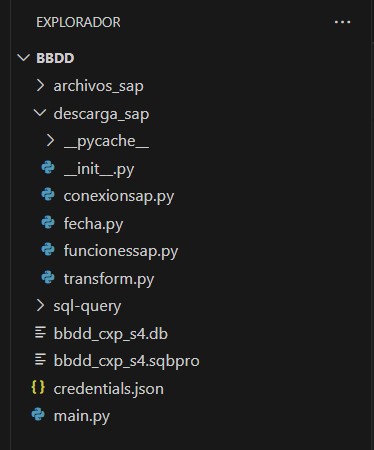 EXPLORADOR
BBDD
archivos_sap
descarga_sap
__pycache__
__init__.py
conexionsap.py
fecha.py
funcionessap.py
transform.py
sql-query
bbdd_cxp_s4.db
bbdd_cxp_s4.sqbpro
credentials.json
main.py